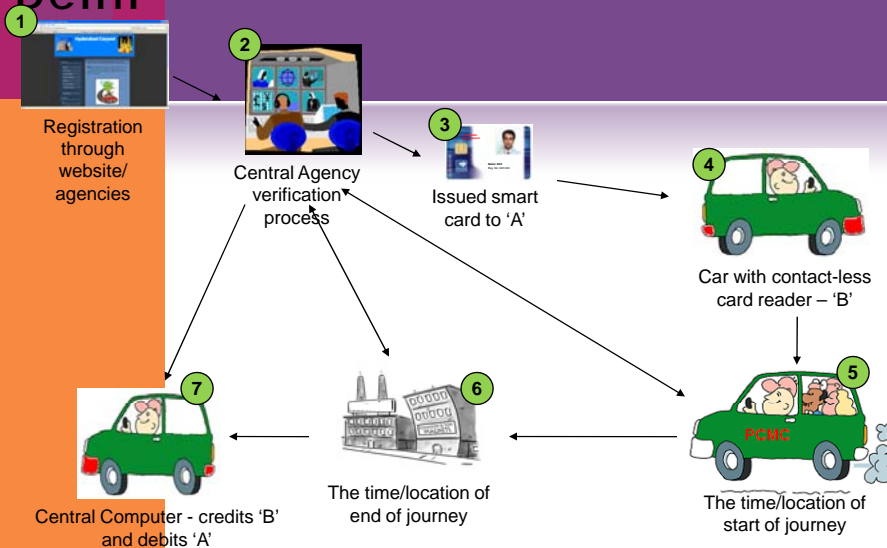 Delhi
1
Registration
through
website/
agencies
2
Central Agency
verification
process
3
Issued smart
card to ‘A’
4
Car with contact-less
card reader – ‘B’
5
PCMC
The time/location of
start of journey
6
The time/location of
end of journey
7
Central Computer - credits ‘B’
and debits ‘A’